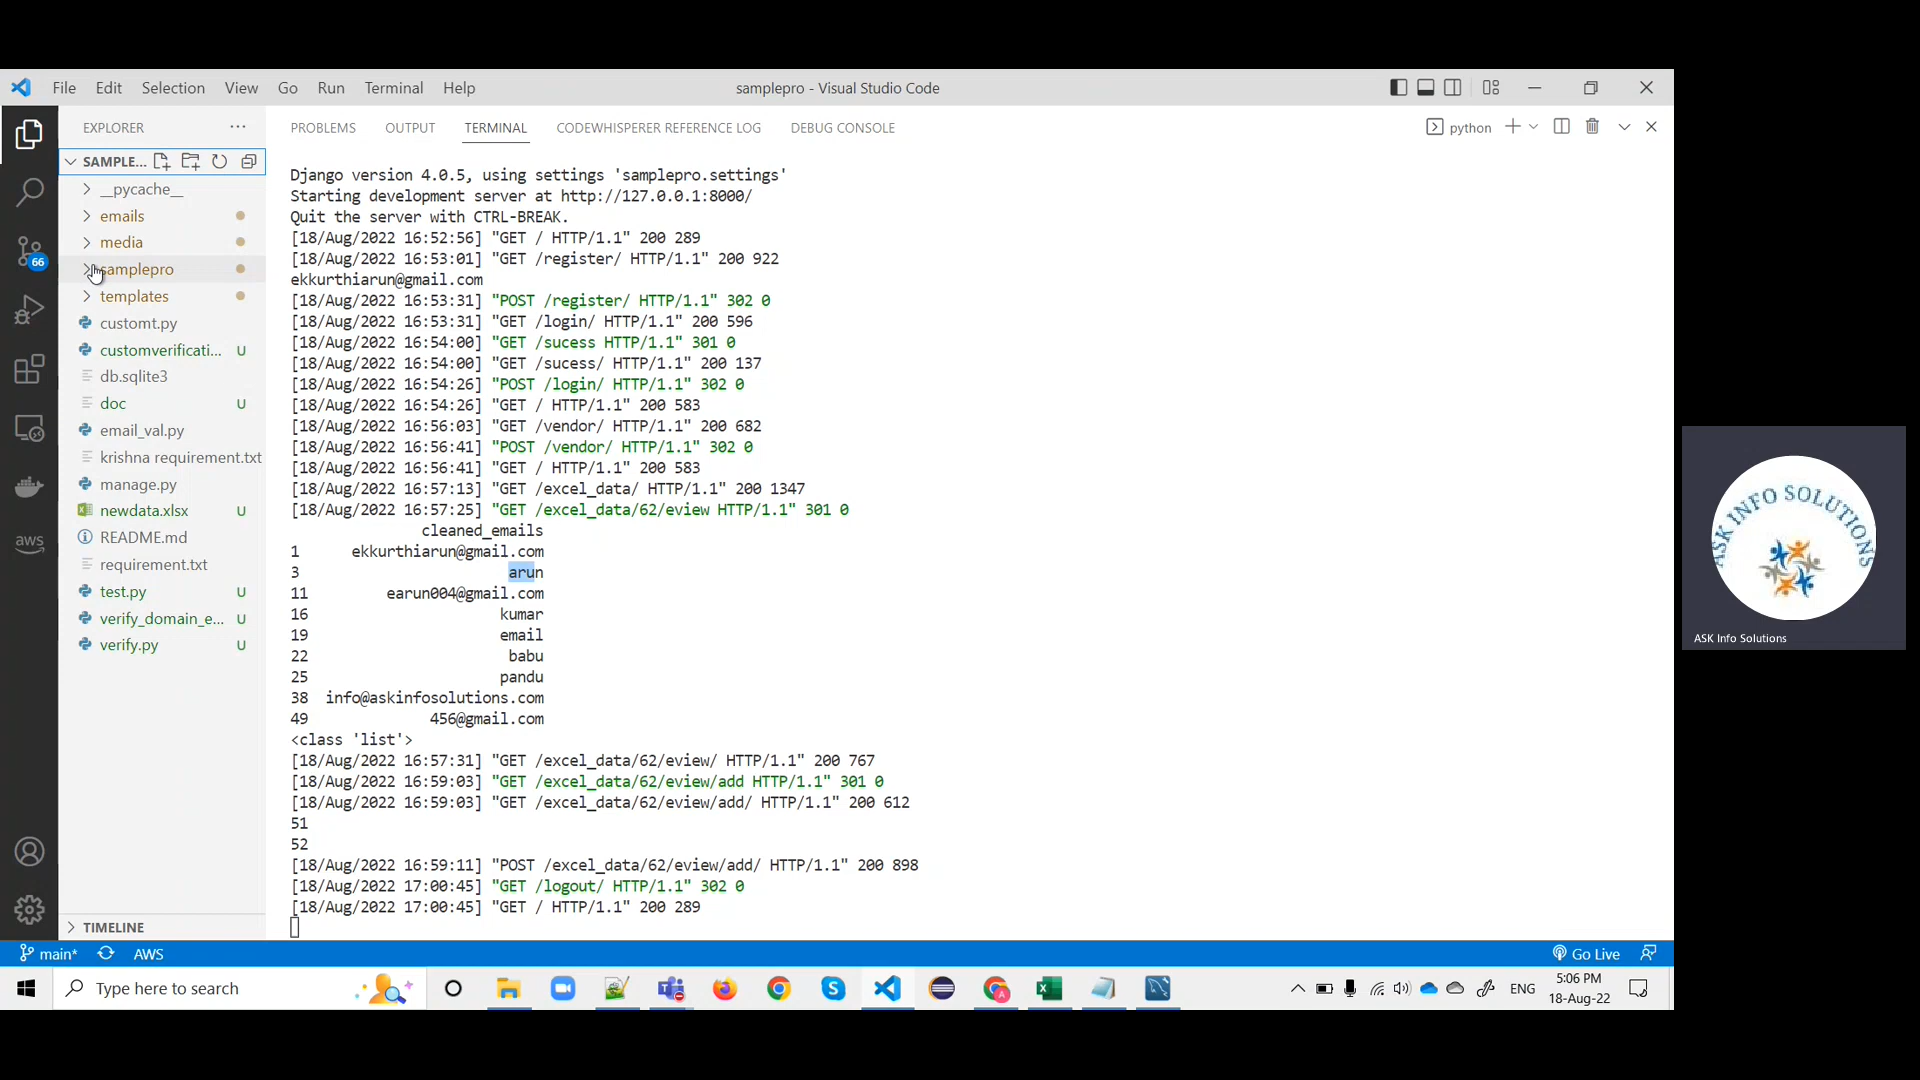 File Edit Selection View Go Run Terminal Help
samplepro - Visual Studio Code
EXPLORER
SAMPLE...
__pycache__
emails
media
samplepro
templates
customt.py
customverificati... U
db.sqlite3
doc U
email_val.py
krishna requirement.txt
manage.py
newdata.xlsx U
README.md
requirement.txt
test.py U
verify_domain_e... U
verify.py U
TIMELINE
66
aws
PROBLEMS OUTPUT TERMINAL CODEWHISPERER REFERENCE LOG DEBUG CONSOLE
python
Django version 4.0.5, using settings 'samplepro.settings'
Starting development server at http://127.0.0.1:8000/
Quit the server with CTRL-BREAK.
[18/Aug/2022 16:52:56] "GET / HTTP/1.1" 200 289
[18/Aug/2022 16:53:01] "GET /register/ HTTP/1.1" 200 922
ekkurthiarun@gmail.com
[18/Aug/2022 16:53:31] "POST /register/ HTTP/1.1" 302 0
[18/Aug/2022 16:53:31] "GET /login/ HTTP/1.1" 200 596
[18/Aug/2022 16:54:00] "GET /sucess HTTP/1.1" 301 0
[18/Aug/2022 16:54:00] "GET /sucess/ HTTP/1.1" 200 137
[18/Aug/2022 16:54:26] "POST /login/ HTTP/1.1" 302 0
[18/Aug/2022 16:54:26] "GET / HTTP/1.1" 200 583
[18/Aug/2022 16:56:03] "GET /vendor/ HTTP/1.1" 200 682
[18/Aug/2022 16:56:41] "POST /vendor/ HTTP/1.1" 302 0
[18/Aug/2022 16:56:41] "GET / HTTP/1.1" 200 583
[18/Aug/2022 16:57:13] "GET /excel_data/ HTTP/1.1" 200 1347
[18/Aug/2022 16:57:25] "GET /excel_data/62/eview HTTP/1.1" 301 0
cleaned_emails
1 ekkurthiarun@gmail.com
3 arun
11 earun004@gmail.com
16 kumar
19 email
22 babu
25 pandu
38 info@askinfosolutions.com
49 456@gmail.com
<class 'list'>
[18/Aug/2022 16:57:31] "GET /excel_data/62/eview/ HTTP/1.1" 200 767
[18/Aug/2022 16:59:03] "GET /excel_data/62/eview/add HTTP/1.1" 301 0
[18/Aug/2022 16:59:03] "GET /excel_data/62/eview/add/ HTTP/1.1" 200 612
51
52
[18/Aug/2022 16:59:11] "POST /excel_data/62/eview/add/ HTTP/1.1" 200 898
[18/Aug/2022 17:00:45] "GET /logout/ HTTP/1.1" 302 0
[18/Aug/2022 17:00:45] "GET / HTTP/1.1" 200 289
main* AWS
Go Live
Type here to search
ENG
5:06 PM
18-Aug-22
ASK INFO SOLUTIONS
ASK Info Solutions